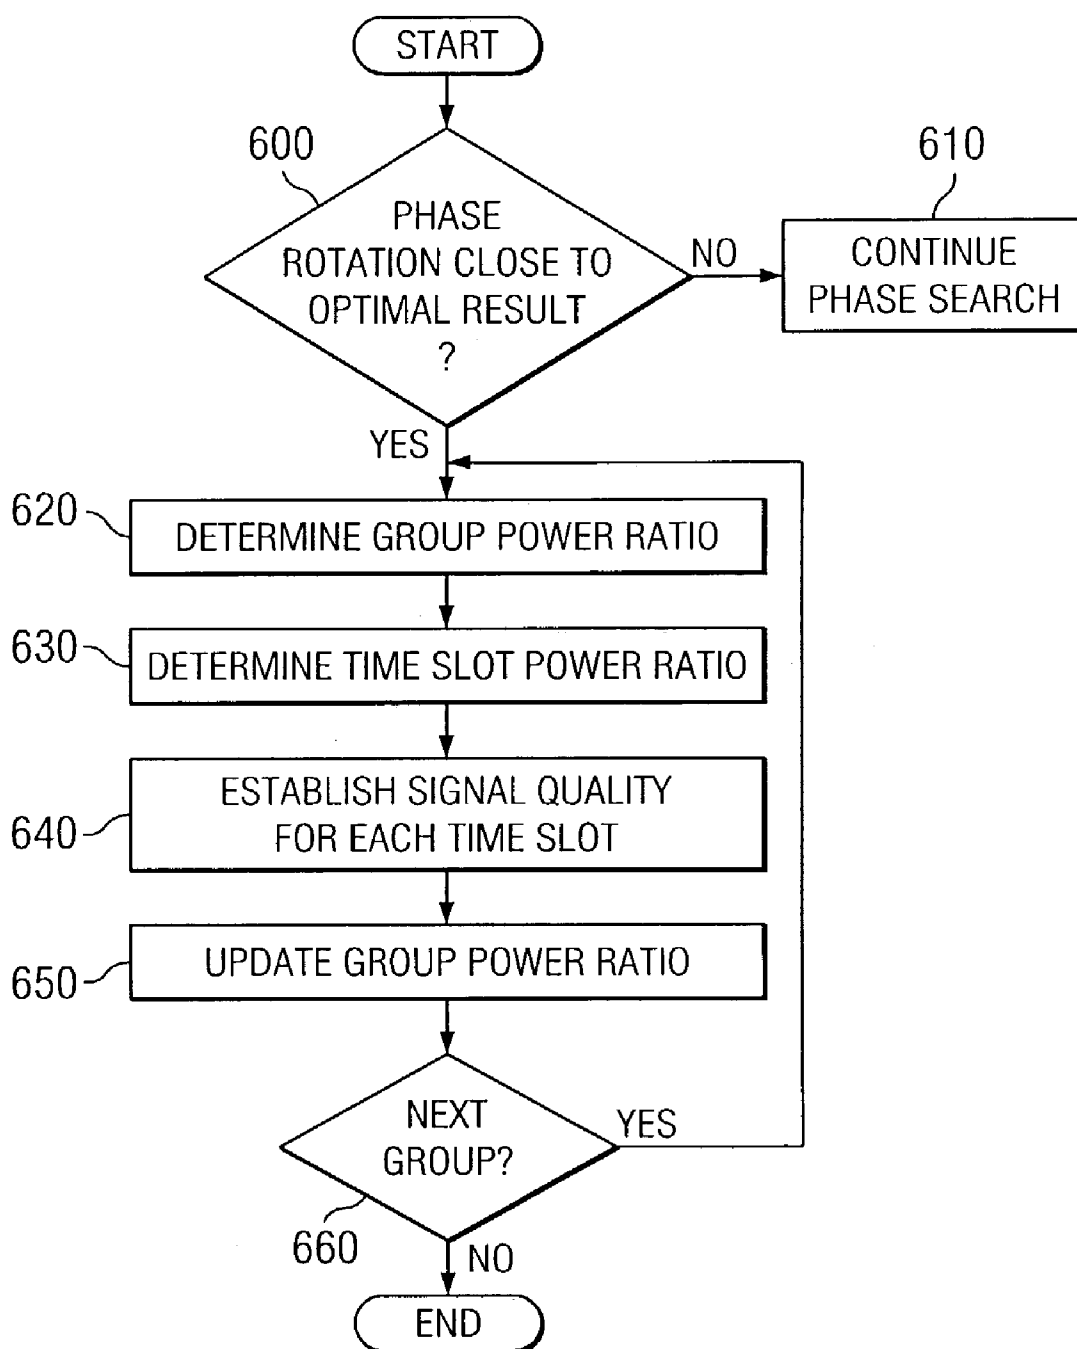 START
600
PHASE
ROTATION CLOSE TO
OPTIMAL RESULT
?
NO
610
CONTINUE
PHASE SEARCH
YES
620
DETERMINE GROUP POWER RATIO
630
DETERMINE TIME SLOT POWER RATIO
640
ESTABLISH SIGNAL QUALITY
FOR EACH TIME SLOT
650
UPDATE GROUP POWER RATIO
NEXT
GROUP?
YES
660
NO
END